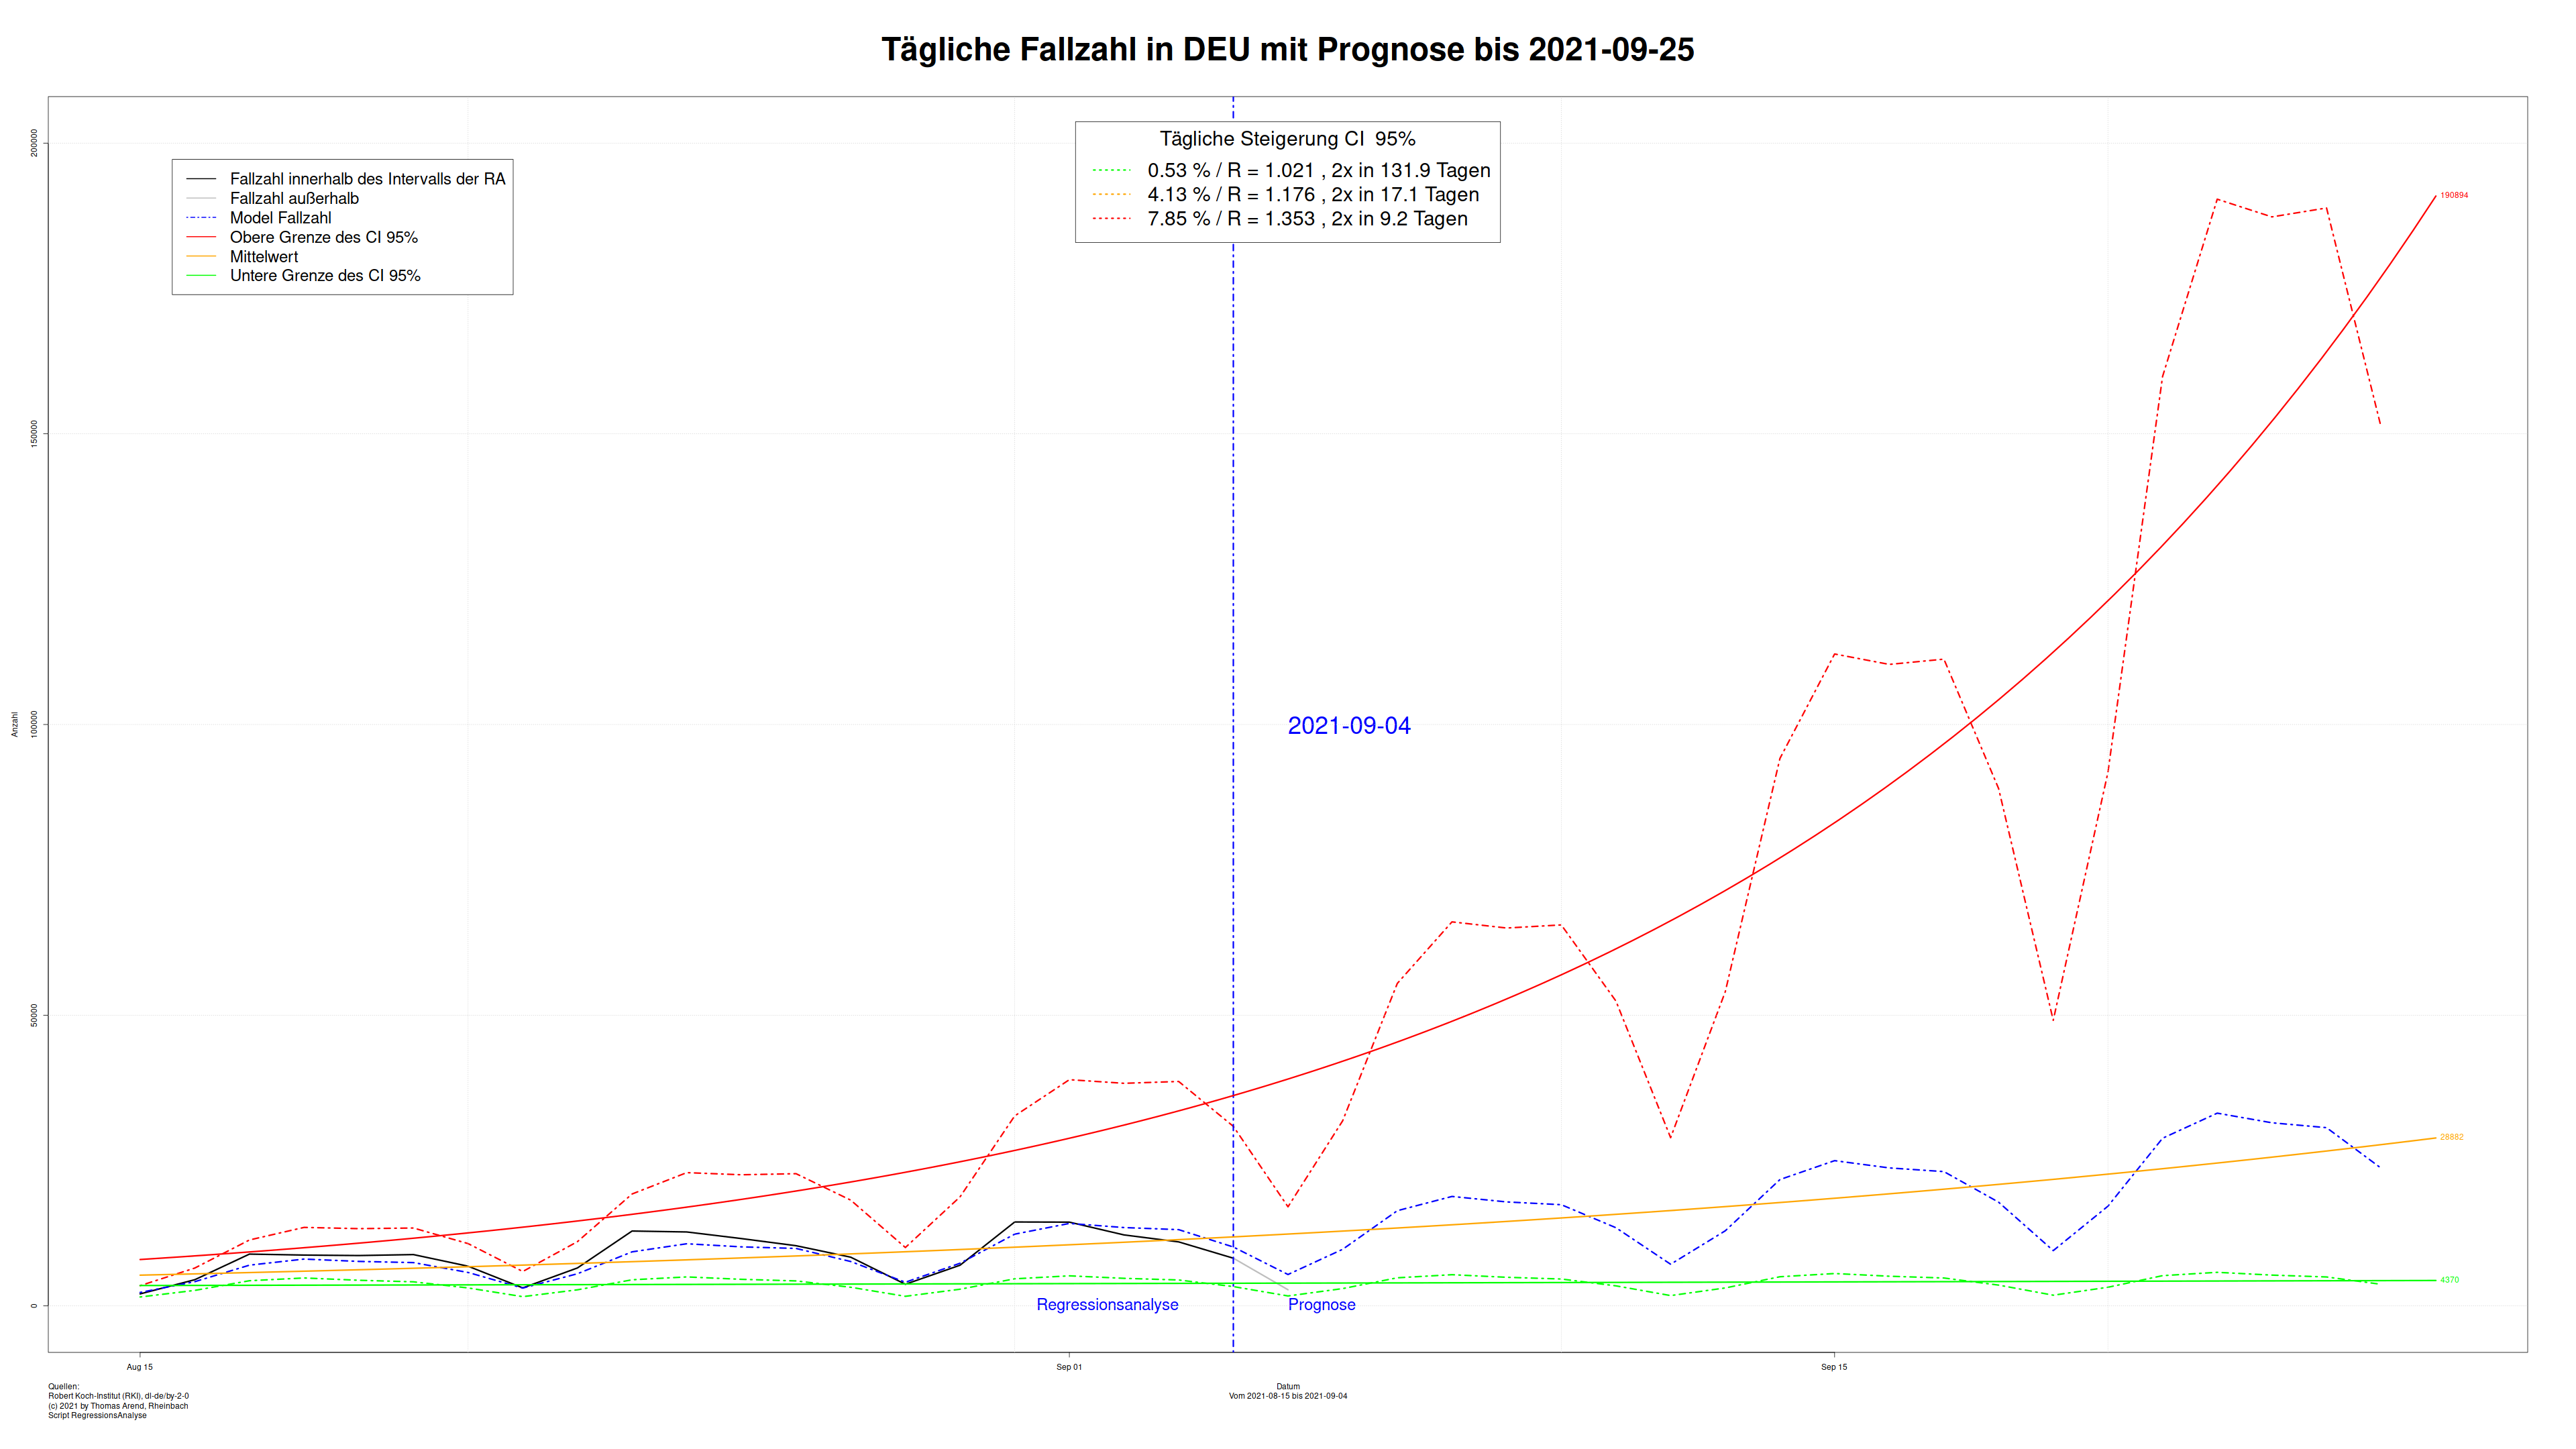 Tägliche Fallzahl in DEU mit Prognose bis 2021-09-25
Tägliche Steigerung CI  95%
0.53 % / R = 1.021 , 2x in 131.9 Tagen
4.13 % / R = 1.176 , 2x in 17.1 Tagen
7.85 % / R = 1.353 , 2x in 9.2 Tagen
Fallzahl innerhalb des Intervalls der RA
Fallzahl außerhalb
Model Fallzahl
Obere Grenze des CI 95%
Mittelwert
Untere Grenze des CI 95%
200000
150000
100000
50000
0
Anzahl
190894
2021-09-04
28882
4370
Regressionsanalyse
Prognose
Aug 15
Sep 01
Sep 15
Datum
Vom 2021-08-15 bis 2021-09-04
Quellen:
Robert Koch-Institut (RKI), dl-de/by-2-0
(c) 2021 by Thomas Arend, Rheinbach
Script RegressionsAnalyse